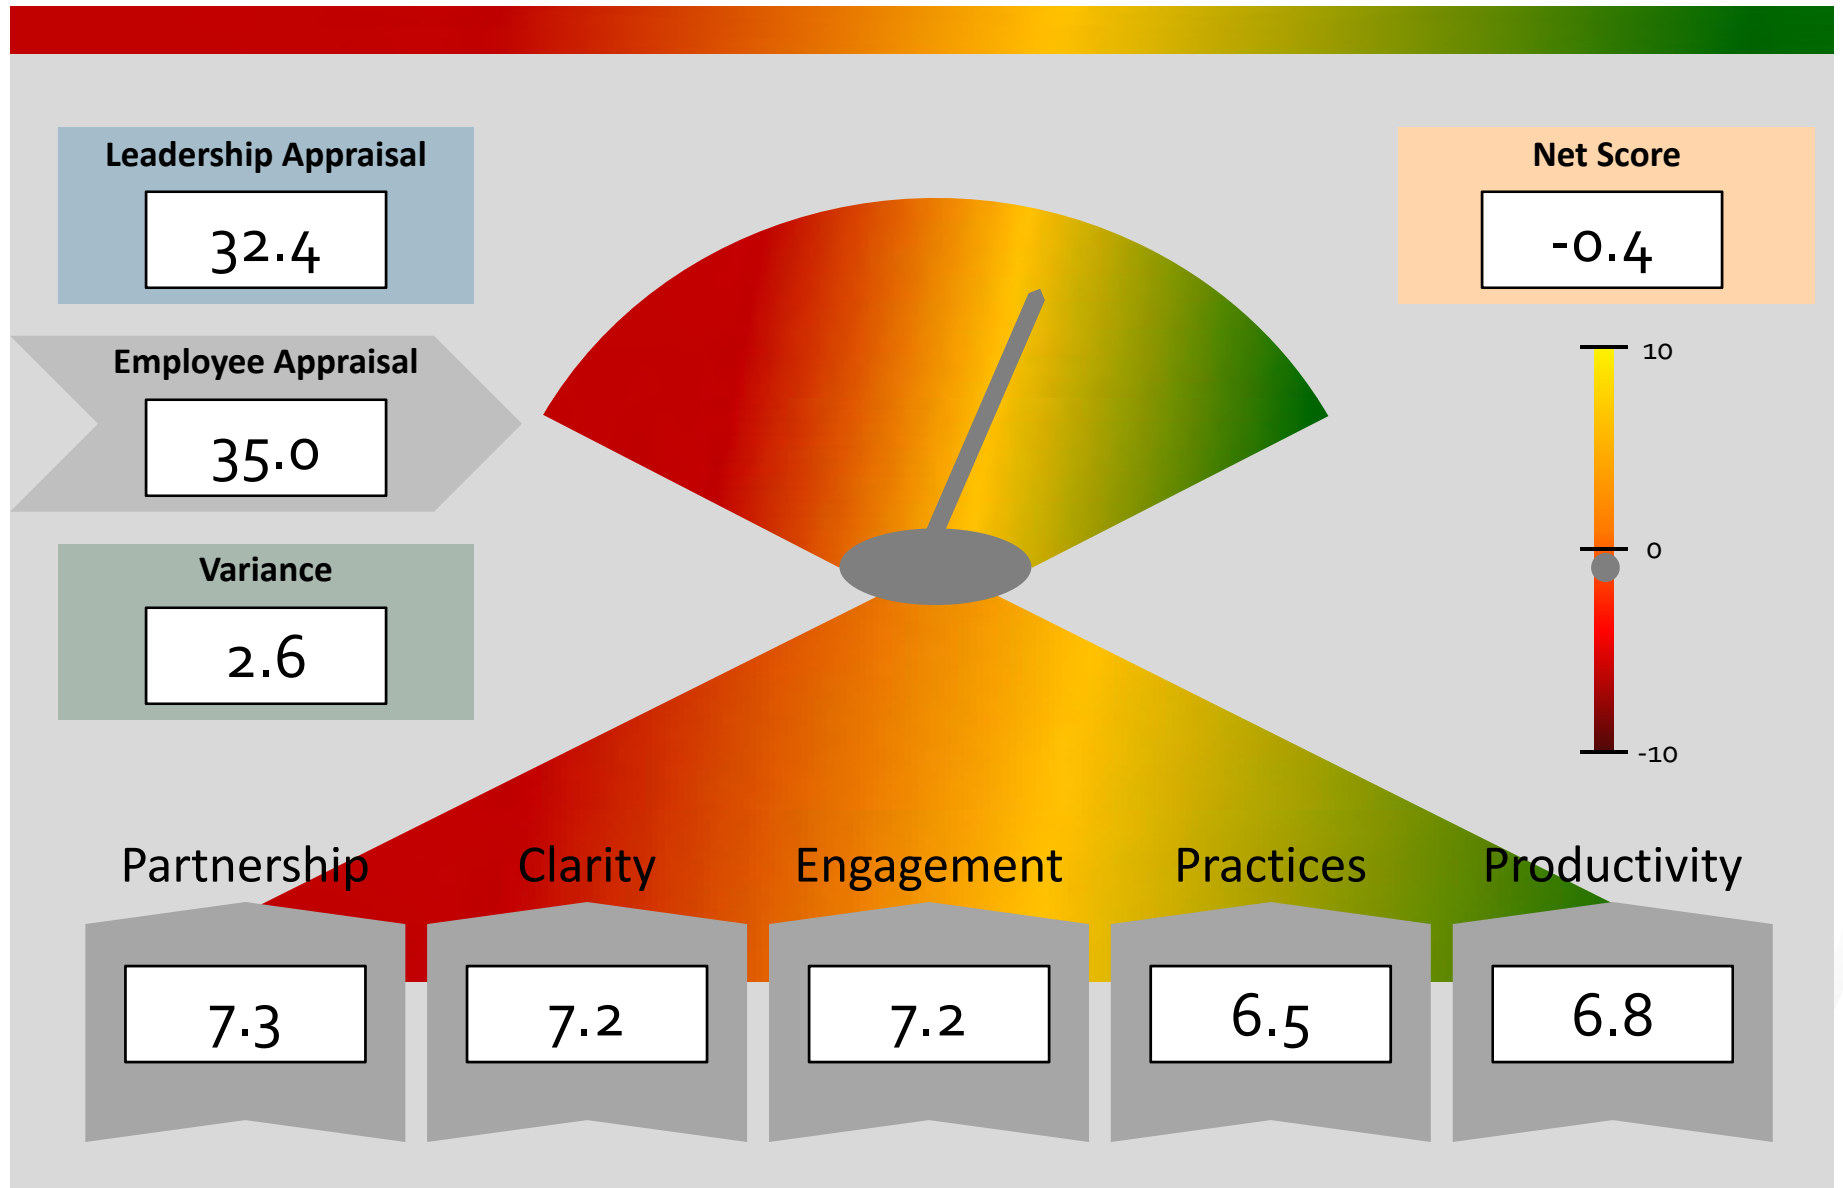 Leadership Appraisal
32.4
Employee Appraisal
35.0
Variance
2.6
Net Score
-0.4
10
0
-10
Partnership
Clarity
Engagement
Practices
Productivity
7.3
7.2
7.2
6.5
6.8